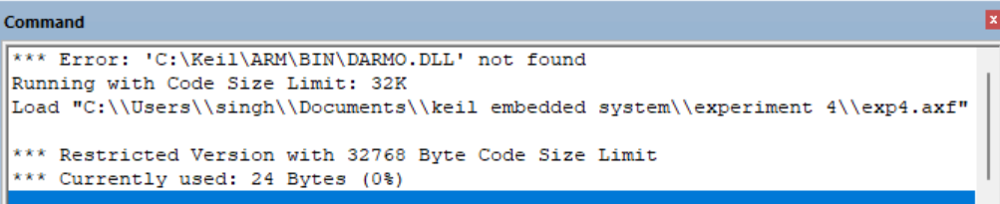 Command
*** Error: 'C:\Keil\ARM\BIN\DARMO.DLL' not found
Running with Code Size Limit: 32K
Load "C:\\Users\\singh\\Documents\\keil embedded system\\experiment 4\\exp4.axf"
*** Restricted Version with 32768 Byte Code Size Limit
*** Currently used: 24 Bytes (0%)